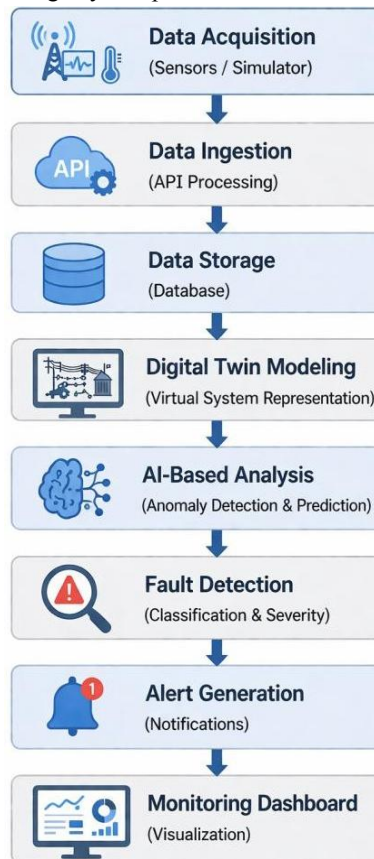 Data Acquisition
(Sensors / Simulator)
API
Data Ingestion
(API Processing)
Data Storage
(Database)
Digital Twin Modeling
(Virtual System Representation)
AI-Based Analysis
(Anomaly Detection & Prediction)
Fault Detection
(Classification & Severity)
1
Alert Generation
(Notifications)
Monitoring Dashboard
(Visualization)